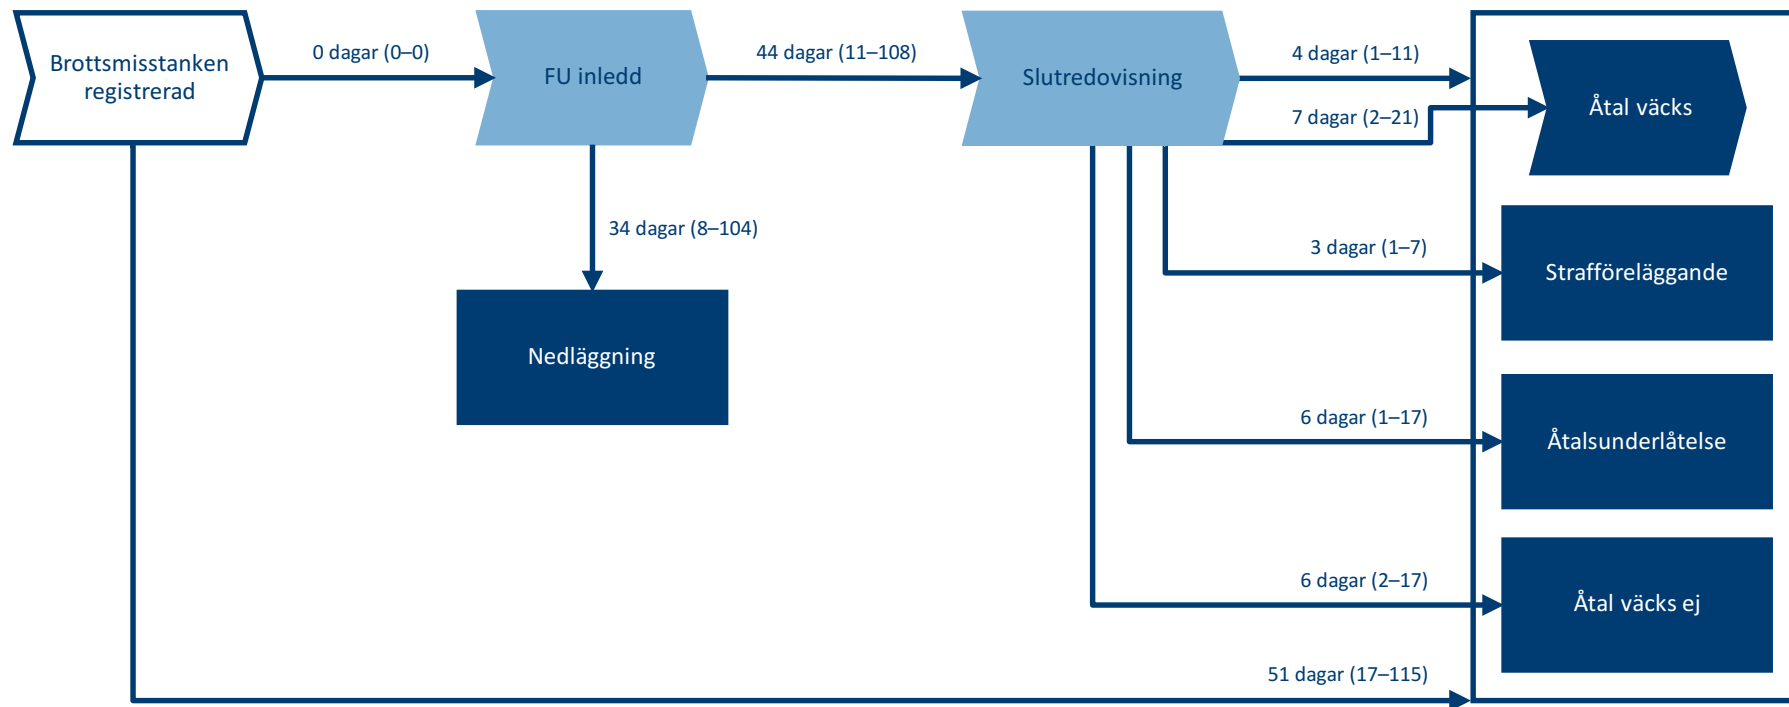 Brottsmisstanken
registrerad
0 dagar (0–0)
FU inledd
44 dagar (11–108)
Slutredovisning
4 dagar (1–11)
7 dagar (2–21)
Åtal väcks
34 dagar (8–104)
Nedläggning
3 dagar (1–7)
Strafföreläggande
6 dagar (1–17)
Åtalsunderlåtelse
6 dagar (2–17)
Åtal väcks ej
51 dagar (17–115)